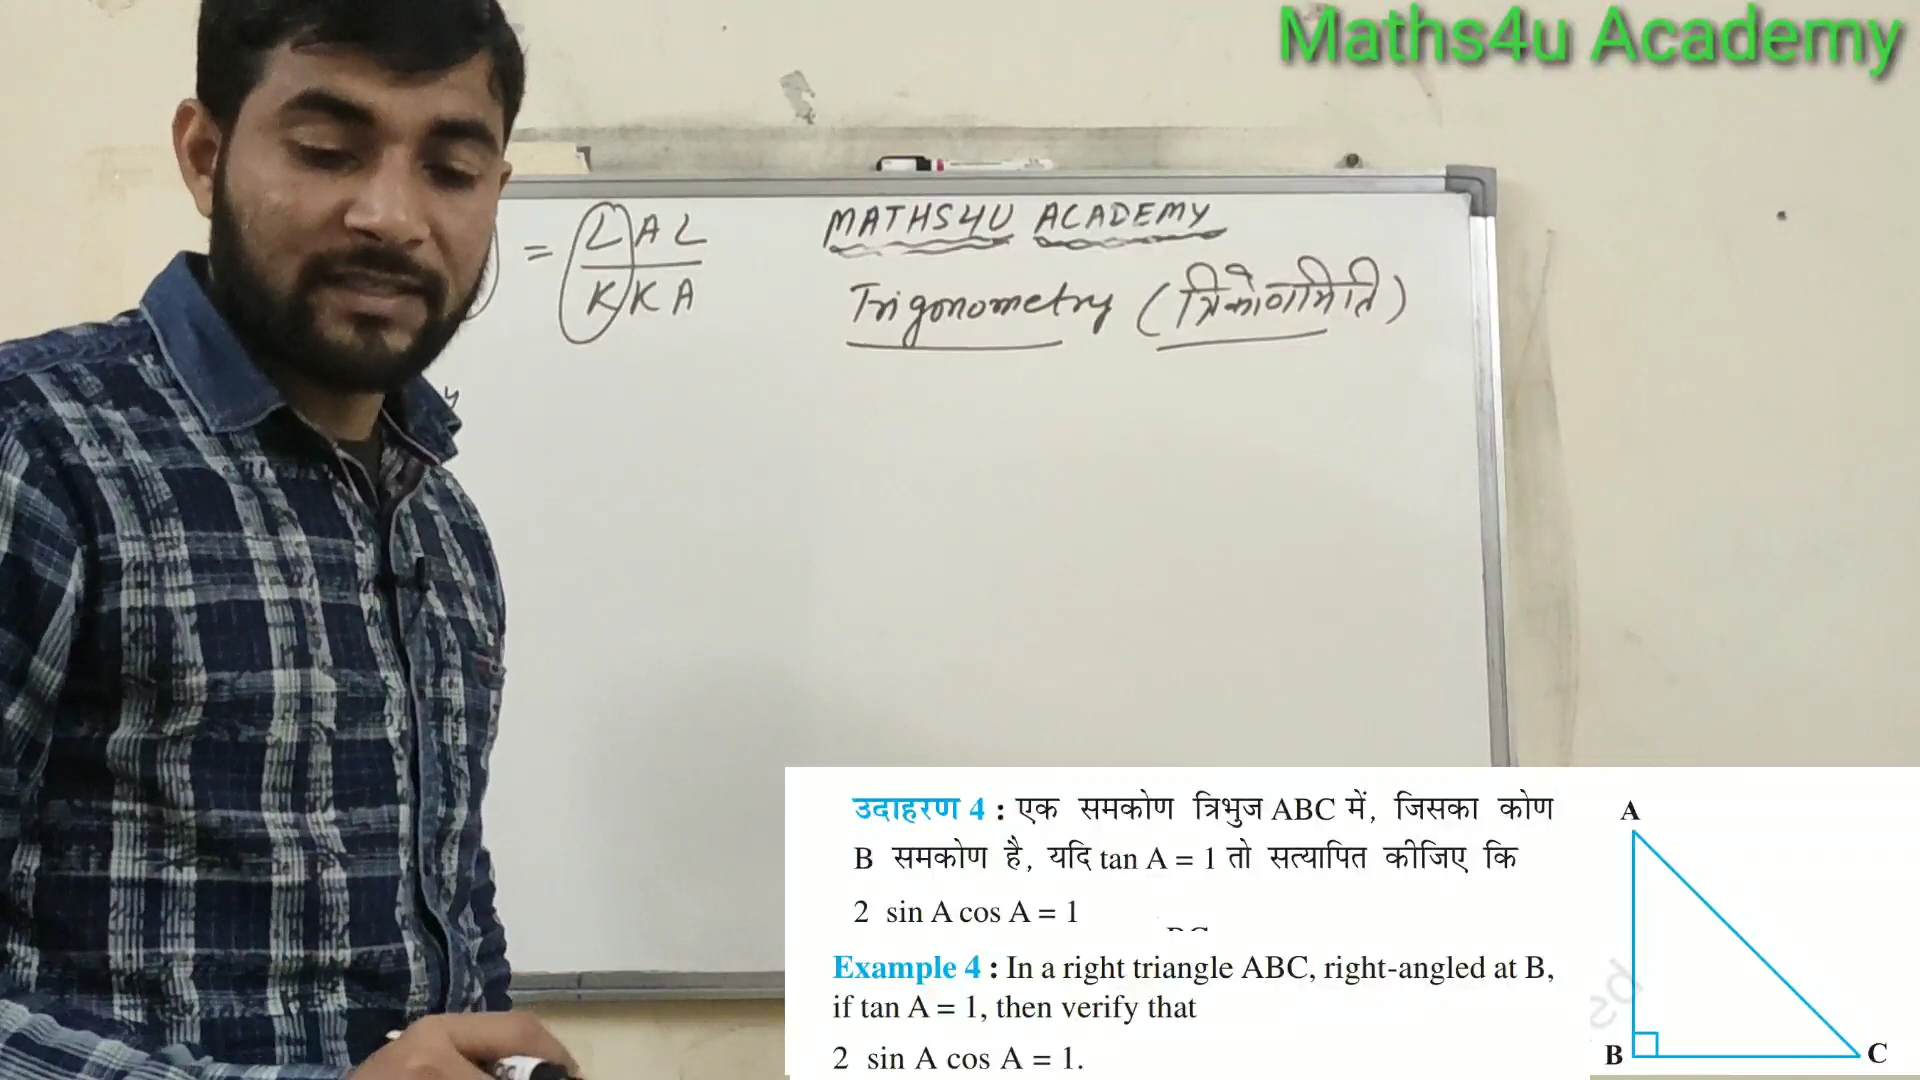 Maths4u Academy
= L A L
K K A
MATHS4U ACADEMY
Trigonometry (त्रिकोणमिति)
उदाहरण 4 : एक समकोण त्रिभुज ABC में, जिसका कोण
B समकोण है, यदि tan A = 1 तो सत्यापित कीजिए कि
2 sin A cos A = 1
Example 4 : In a right triangle ABC, right-angled at B,
if tan A = 1, then verify that
2 sin A cos A = 1.
A
B
C